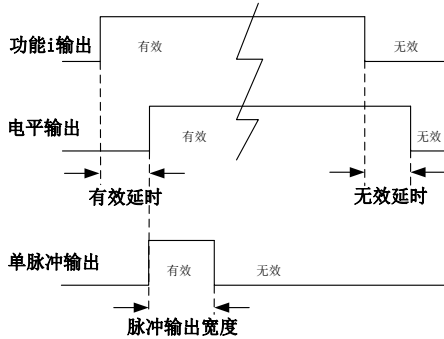 功能i输出
有效
无效
电平输出
有效
无效
有效延时
无效延时
单脉冲输出
有效
无效
脉冲输出宽度